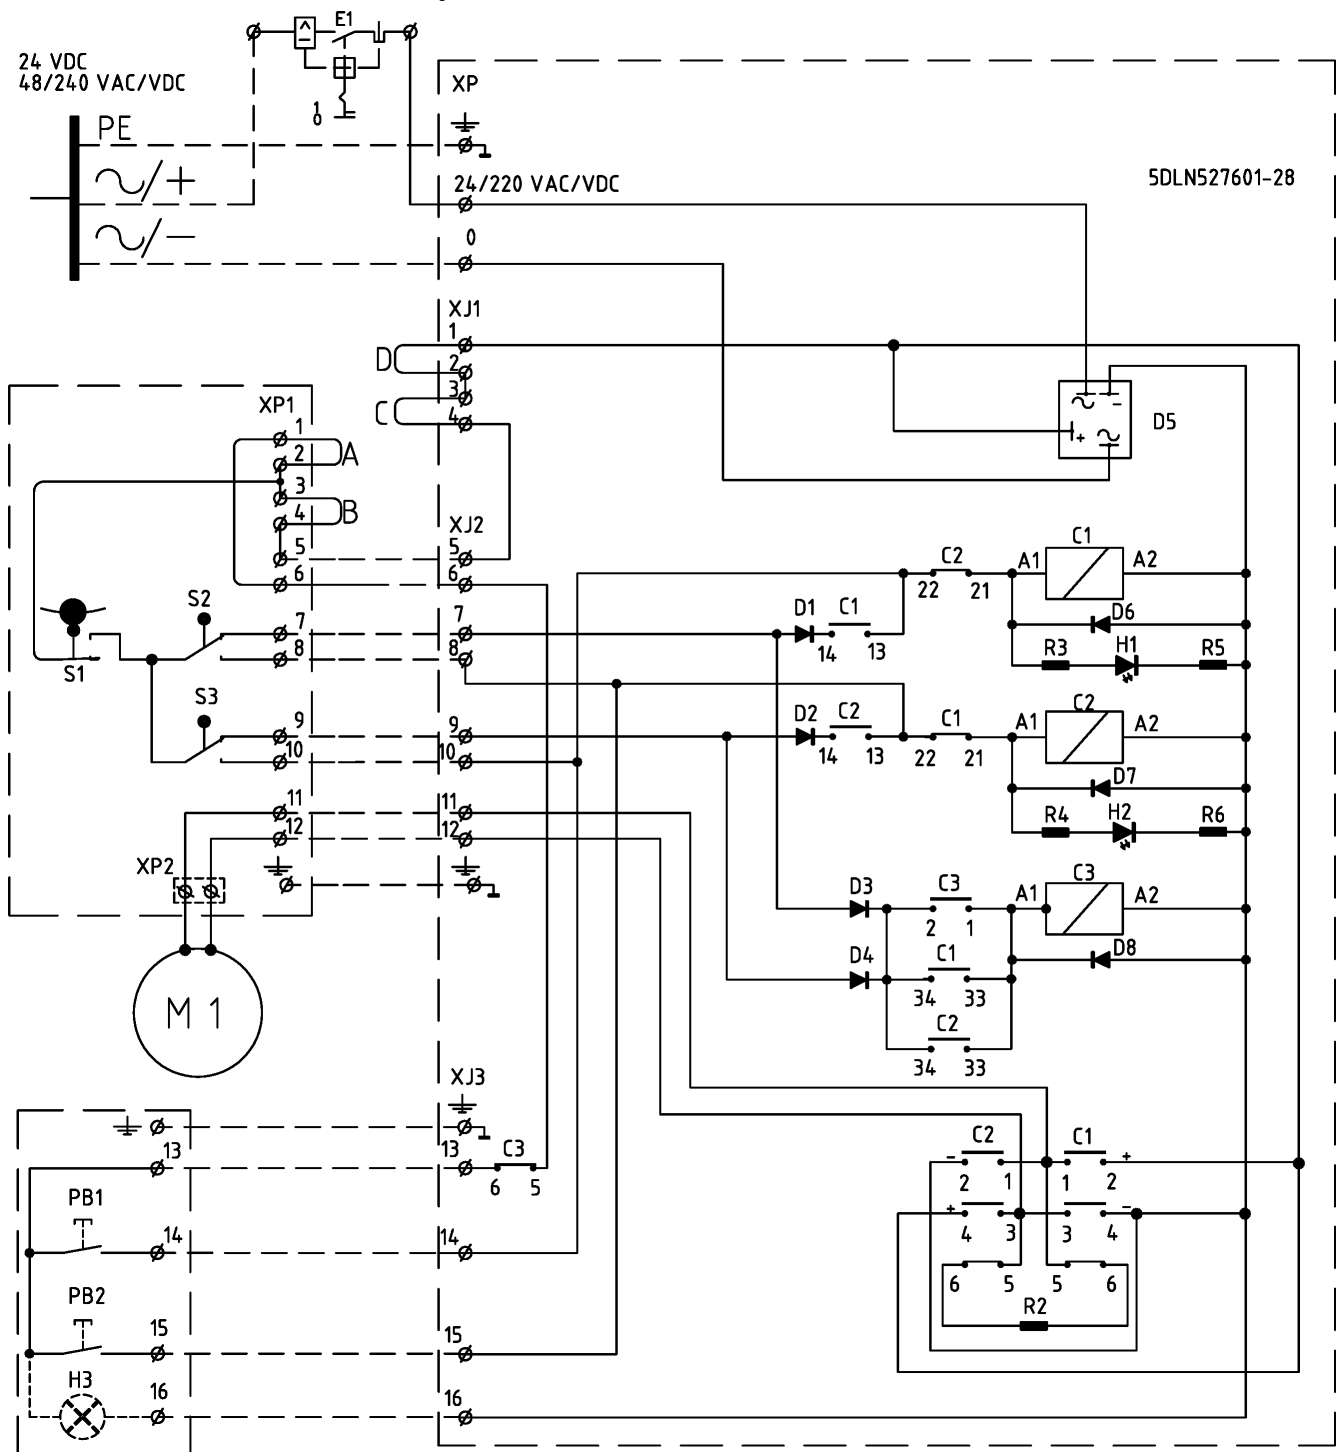 E1
24 VDC
48/240 VAC/VDC
XP
1
0
PE
~/+
24/220 VAC/VDC
5DLN527601-28
~/−
0
XJ1
1
D
2
3
C
4
~ −
+ ~
D5
XP1
1
2
A
3
4
B
5
6
XJ2
5
6
C1
C2
A1
A2
22
21
S2
7
8
7
8
D1
C1
14
13
D6
R3
H1
R5
S1
S3
9
10
9
10
D2
C2
C1
14
13
22
21
C2
A1
A2
D7
R4
H2
R6
11
12
11
12
XP2
D3
C3
2
1
C3
A1
A2
D4
C1
34
33
D8
C2
34
33
M1
XJ3
13
13
C3
6
5
C2
C1
−
2
1
1
2
+
PB1
14
14
+
4
3
3
4
−
6
5
5
6
R2
PB2
15
15
H3
16
16